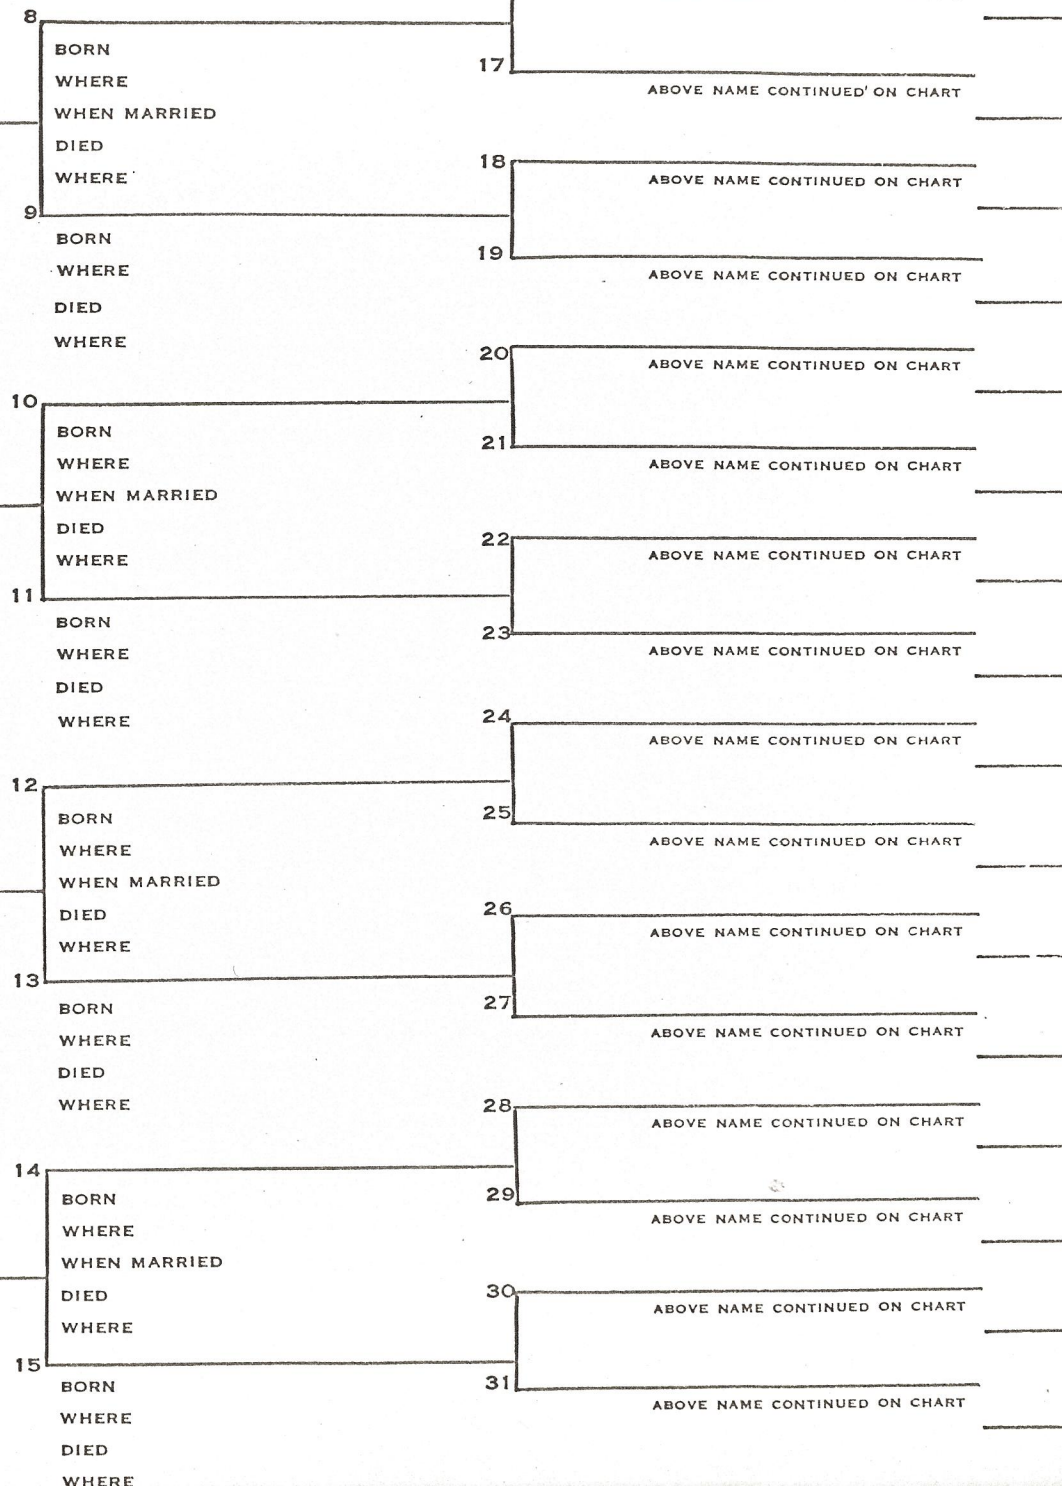 8
BORN
WHERE
WHEN MARRIED
DIED
WHERE
9
BORN
WHERE
DIED
WHERE
10
BORN
WHERE
WHEN MARRIED
DIED
WHERE
11
BORN
WHERE
DIED
WHERE
12
BORN
WHERE
WHEN MARRIED
DIED
WHERE
13
BORN
WHERE
DIED
WHERE
14
BORN
WHERE
WHEN MARRIED
DIED
WHERE
15
BORN
WHERE
DIED
WHERE
17
ABOVE NAME CONTINUED ON CHART
18
ABOVE NAME CONTINUED ON CHART
19
ABOVE NAME CONTINUED ON CHART
20
ABOVE NAME CONTINUED ON CHART
21
ABOVE NAME CONTINUED ON CHART
22
ABOVE NAME CONTINUED ON CHART
23
ABOVE NAME CONTINUED ON CHART
24
ABOVE NAME CONTINUED ON CHART
25
ABOVE NAME CONTINUED ON CHART
26
ABOVE NAME CONTINUED ON CHART
27
ABOVE NAME CONTINUED ON CHART
28
ABOVE NAME CONTINUED ON CHART
29
ABOVE NAME CONTINUED ON CHART
30
ABOVE NAME CONTINUED ON CHART
31
ABOVE NAME CONTINUED ON CHART